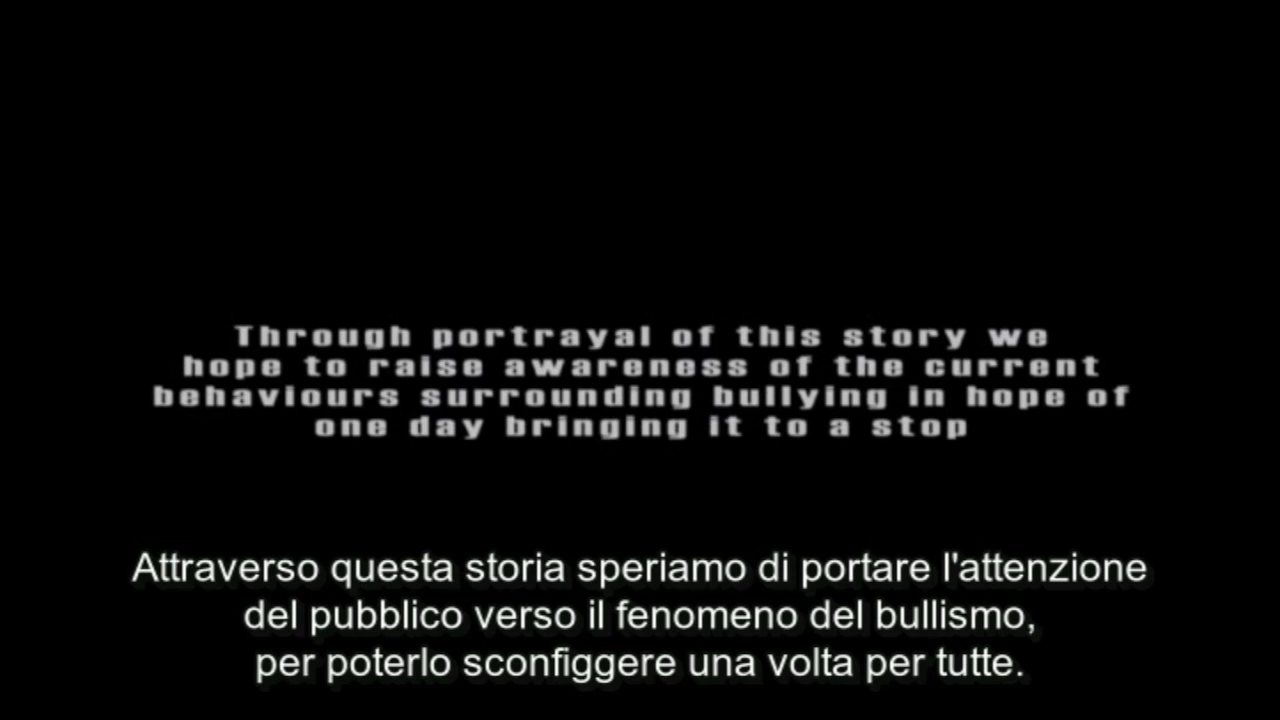 Through portrayal of this story we
hope to raise awareness of the current
behaviours surrounding bullying in hope of
one day bringing it to a stop
Attraverso questa storia speriamo di portare l'attenzione
del pubblico verso il fenomeno del bullismo,
per poterlo sconfiggere una volta per tutte.